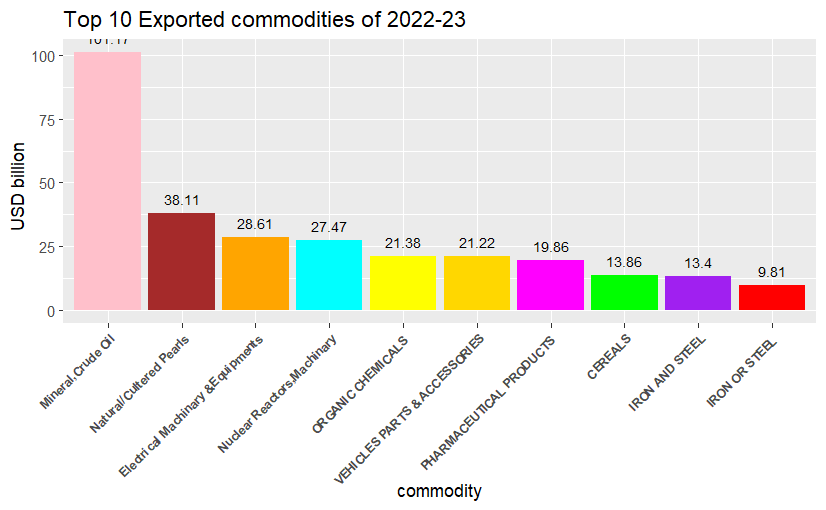 Top 10 Exported commodities of 2022-23
USD billion
100
75
50
25
0
101.17
38.11
28.61
27.47
21.38
21.22
19.86
13.86
13.4
9.81
Mineral.Crude Oil
Natural/Cultered Pearls
Electrical Machinary &Equipments
Nuclear Reactors.Machinary
ORGANIC CHEMICALS
VEHICLES PARTS & ACCESSORIES
PHARMACEUTICAL PRODUCTS
CEREALS
IRON AND STEEL
IRON OR STEEL
commodity